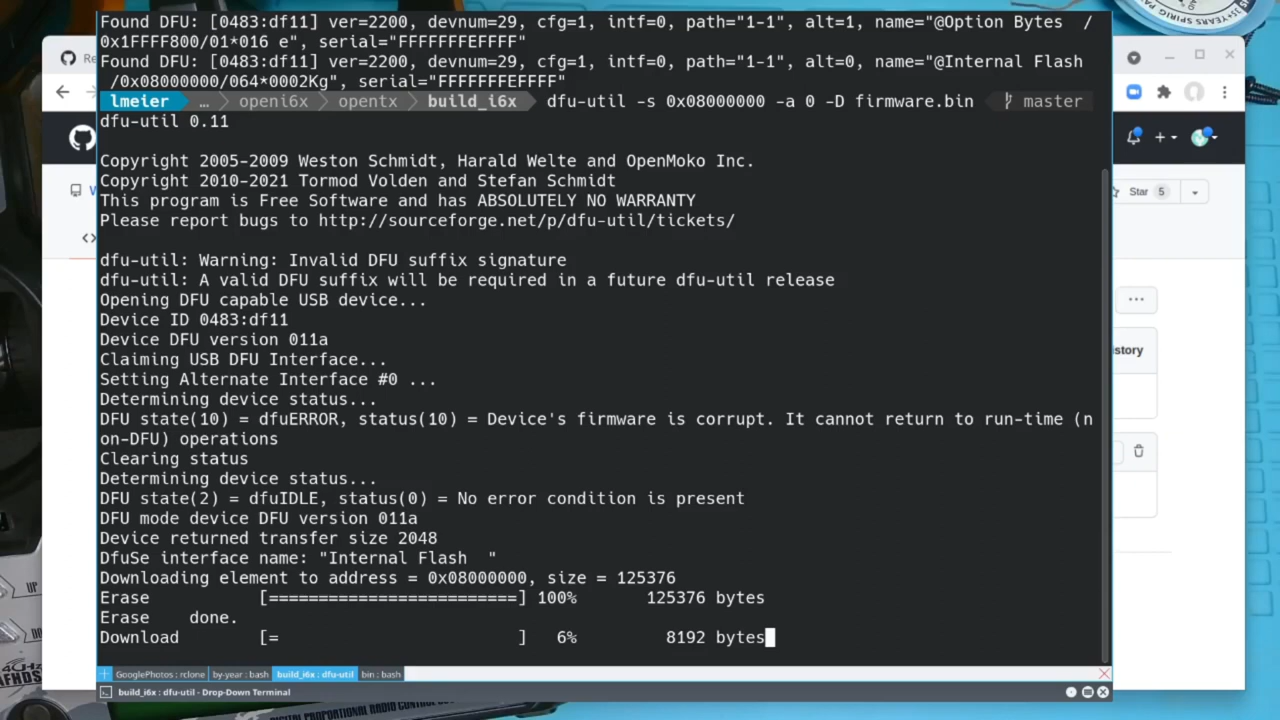 Found DFU: [0483:df11] ver=2200, devnum=29, cfg=1, intf=0, path="1-1", alt=1, name="@Option Bytes  /
0x1FFFF800/01*016 e", serial="FFFFFFFEFFFF"
Found DFU: [0483:df11] ver=2200, devnum=29, cfg=1, intf=0, path="1-1", alt=0, name="@Internal Flash
 /0x08000000/064*0002Kg", serial="FFFFFFFEFFFF"
lmeier … openi6x opentx build_i6x dfu-util -s 0x08000000 -a 0 -D firmware.bin master
dfu-util 0.11
Copyright 2005-2009 Weston Schmidt, Harald Welte and OpenMoko Inc.
Copyright 2010-2021 Tormod Volden and Stefan Schmidt
This program is Free Software and has ABSOLUTELY NO WARRANTY
Please report bugs to http://sourceforge.net/p/dfu-util/tickets/
dfu-util: Warning: Invalid DFU suffix signature
dfu-util: A valid DFU suffix will be required in a future dfu-util release
Opening DFU capable USB device...
Device ID 0483:df11
Device DFU version 011a
Claiming USB DFU Interface...
Setting Alternate Interface #0 ...
Determining device status...
DFU state(10) = dfuERROR, status(10) = Device's firmware is corrupt. It cannot return to run-time (n
on-DFU) operations
Clearing status
Determining device status...
DFU state(2) = dfuIDLE, status(0) = No error condition is present
DFU mode device DFU version 011a
Device returned transfer size 2048
DfuSe interface name: "Internal Flash  "
Downloading element to address = 0x08000000, size = 125376
Erase [=========================] 100% 125376 bytes
Erase done.
Download [= ] 6% 8192 bytes
GooglePhotos : rclone by-year : bash build_i6x : dfu-util bin : bash
build_i6x : dfu-util - Drop-Down Terminal
Re
W
<>
Star 5
...
story
UP
35+YEARS
DIGITAL PROPORTIONAL RADIO CONTROL